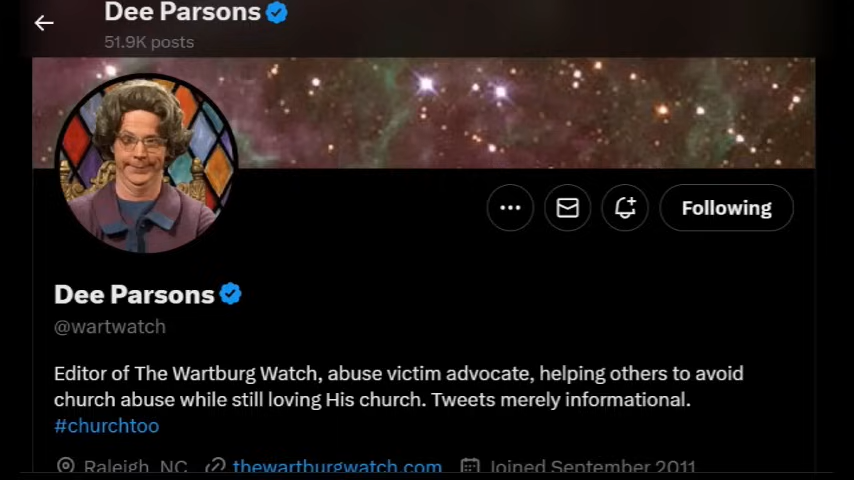 Dee Parsons
51.9K posts
Following
Dee Parsons
@wartwatch
Editor of The Wartburg Watch, abuse victim advocate, helping others to avoid
church abuse while still loving His church. Tweets merely informational.
#churchtoo
Raleigh, NC thewartburgwatch.com Joined September 2011